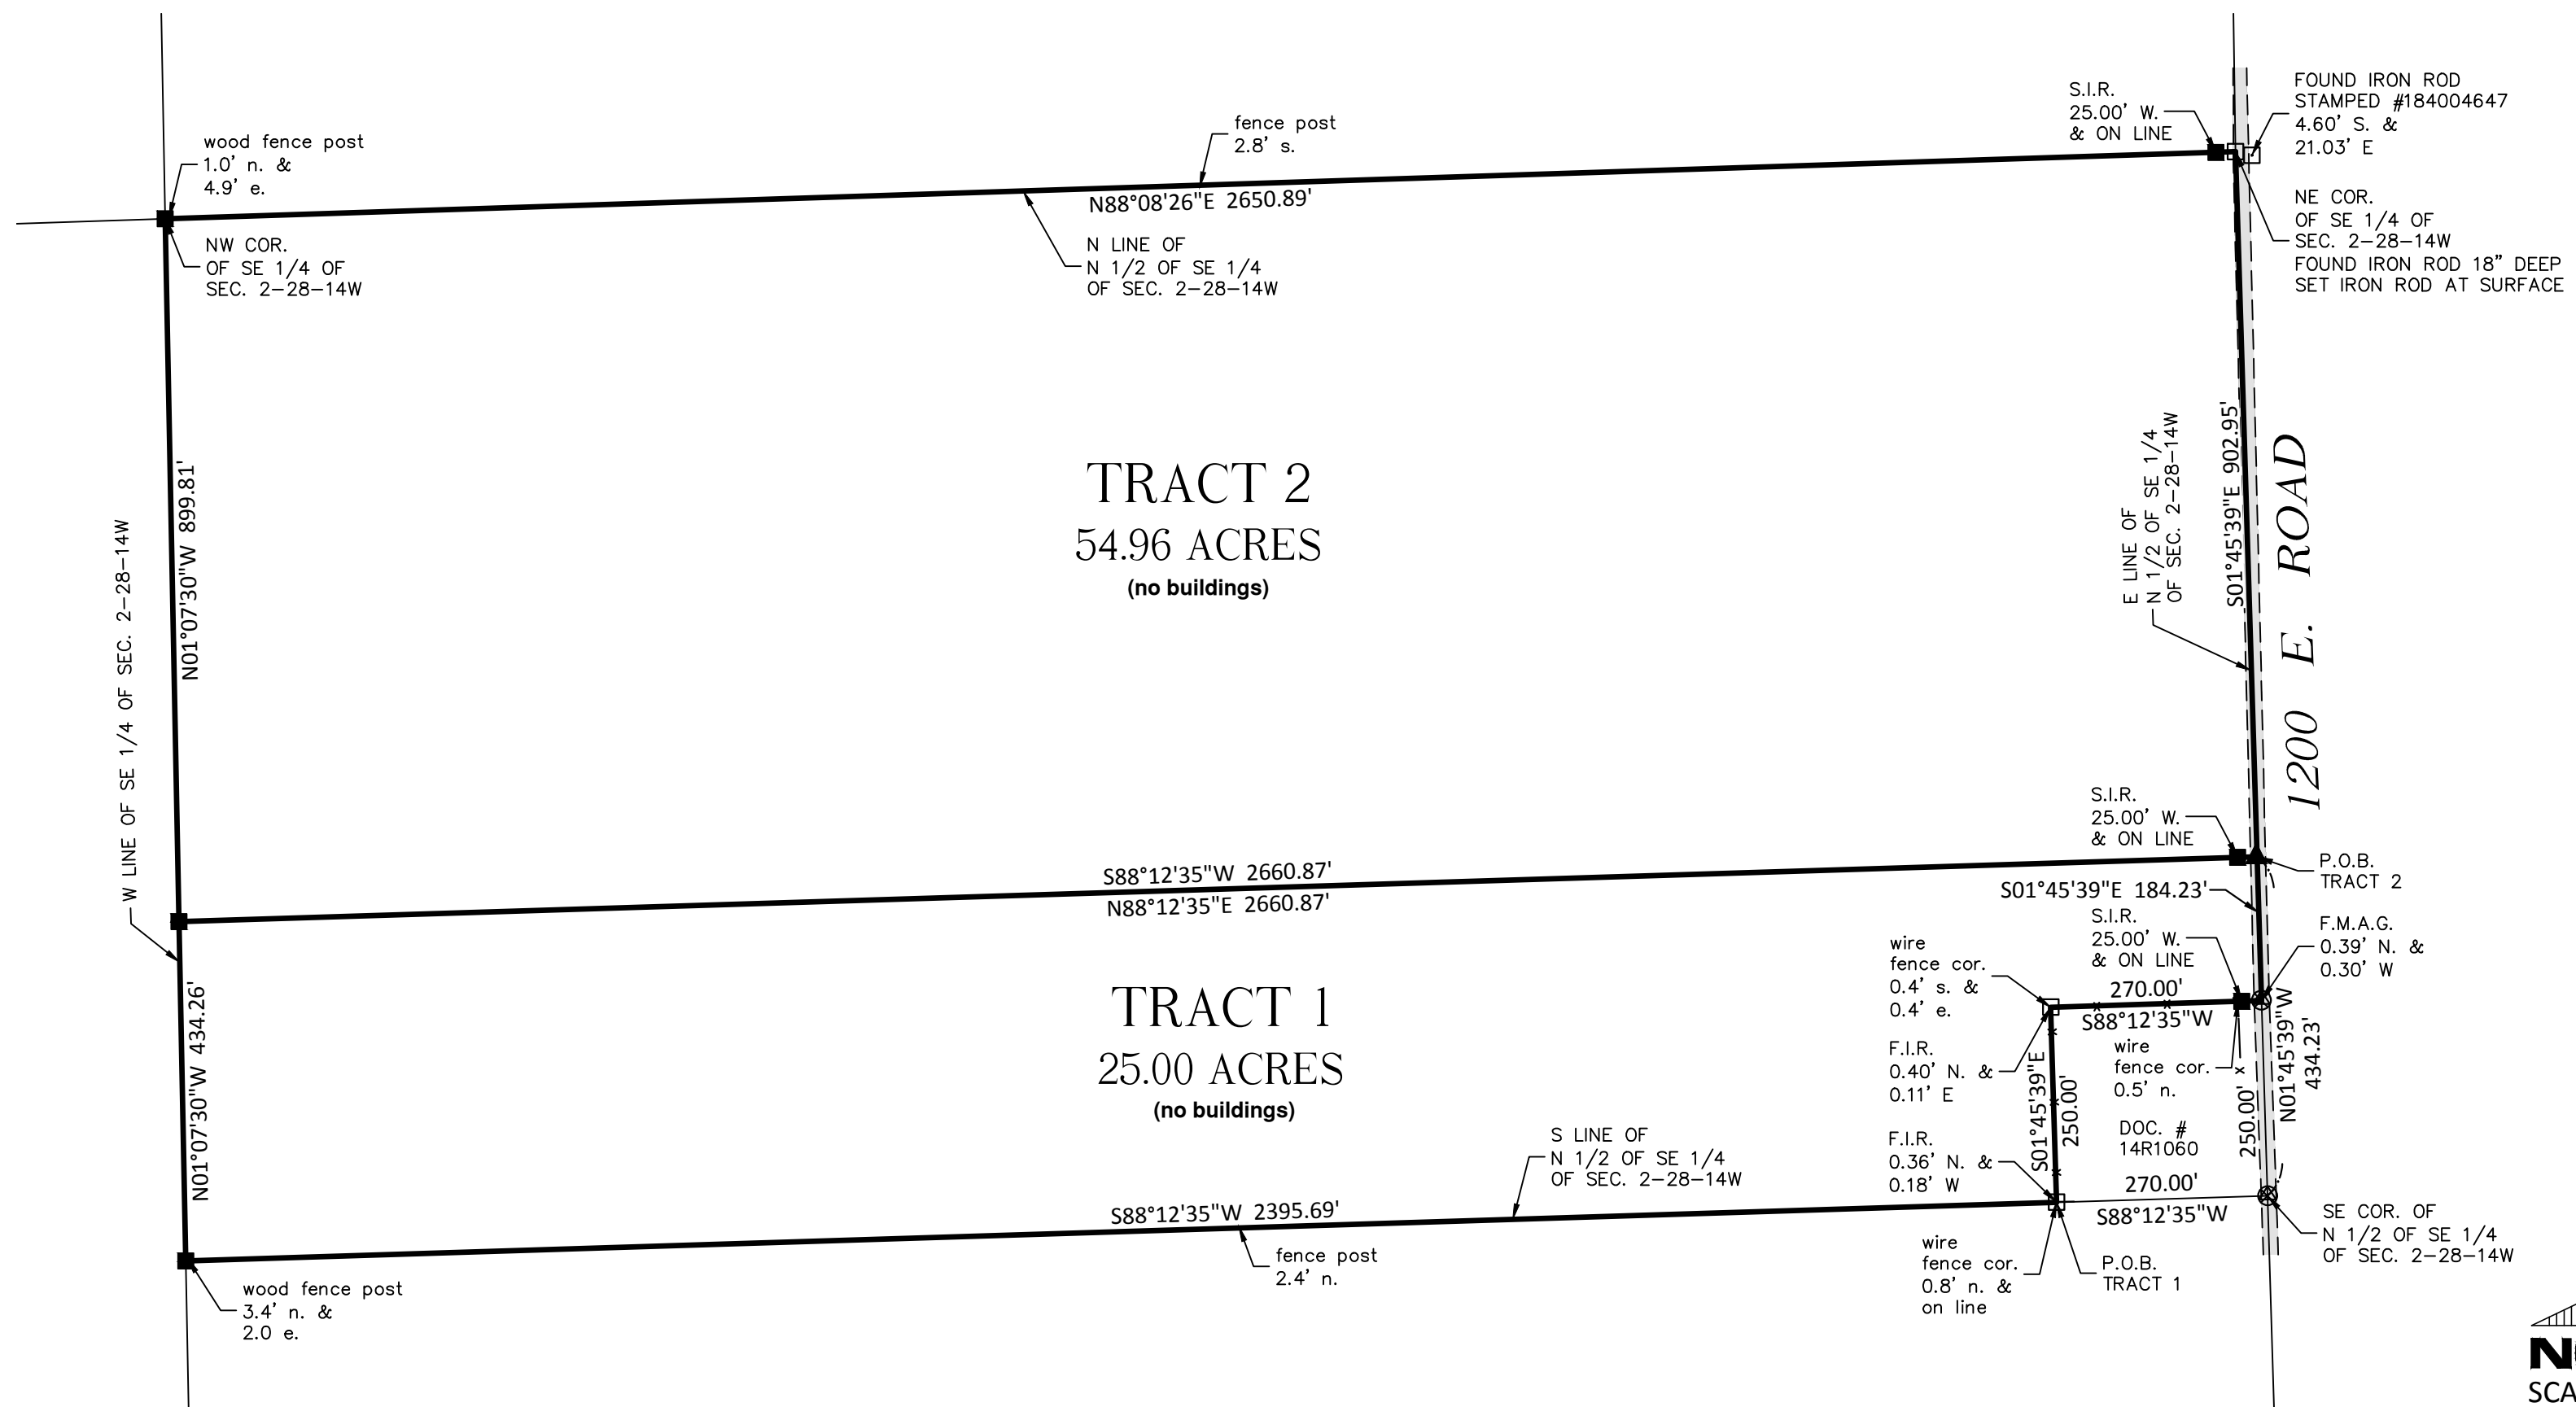 FOUND IRON ROD
STAMPED #184004647
4.60' S. &
21.03' E
S.I.R.
25.00' W.
& ON LINE
fence post
2.8' s.
wood fence post
1.0' n. &
4.9' e.
N88°08'26"E 2650.89'
NE COR.
OF SE 1/4 OF
SEC. 2-28-14W
FOUND IRON ROD 18" DEEP
SET IRON ROD AT SURFACE
NW COR.
OF SE 1/4 OF
SEC. 2-28-14W
N LINE OF
N 1/2 OF SE 1/4
OF SEC. 2-28-14W
N01°07'30"W 899.81'
W LINE OF SE 1/4 OF SEC. 2-28-14W
TRACT 2
54.96 ACRES
(no buildings)
E LINE OF
N 1/2 OF SE 1/4
OF SEC. 2-28-14W
S01°45'39"E 902.95'
1200 E. ROAD
S.I.R.
25.00' W.
& ON LINE
P.O.B.
TRACT 2
S88°12'35"W 2660.87'
N88°12'35"E 2660.87'
S01°45'39"E 184.23'
S.I.R.
25.00' W.
& ON LINE
F.M.A.G.
0.39' N. &
0.30' W
wire
fence cor.
0.4' s. &
0.4' e.
270.00'
S88°12'35"W
N01°07'30"W 434.26'
TRACT 1
25.00 ACRES
(no buildings)
F.I.R.
0.40' N. &
0.11' E
S01°45'39"E
250.00'
wire
fence cor.
0.5' n.
DOC. #
14R1060
250.00'
N01°45'39"W
434.23'
F.I.R.
0.36' N. &
0.18' W
S LINE OF
N 1/2 OF SE 1/4
OF SEC. 2-28-14W
270.00'
S88°12'35"W
S88°12'35"W 2395.69'
SE COR. OF
N 1/2 OF SE 1/4
OF SEC. 2-28-14W
fence post
2.4' n.
wire
fence cor.
0.8' n. &
on line
P.O.B.
TRACT 1
wood fence post
3.4' n. &
2.0 e.
N
SCA